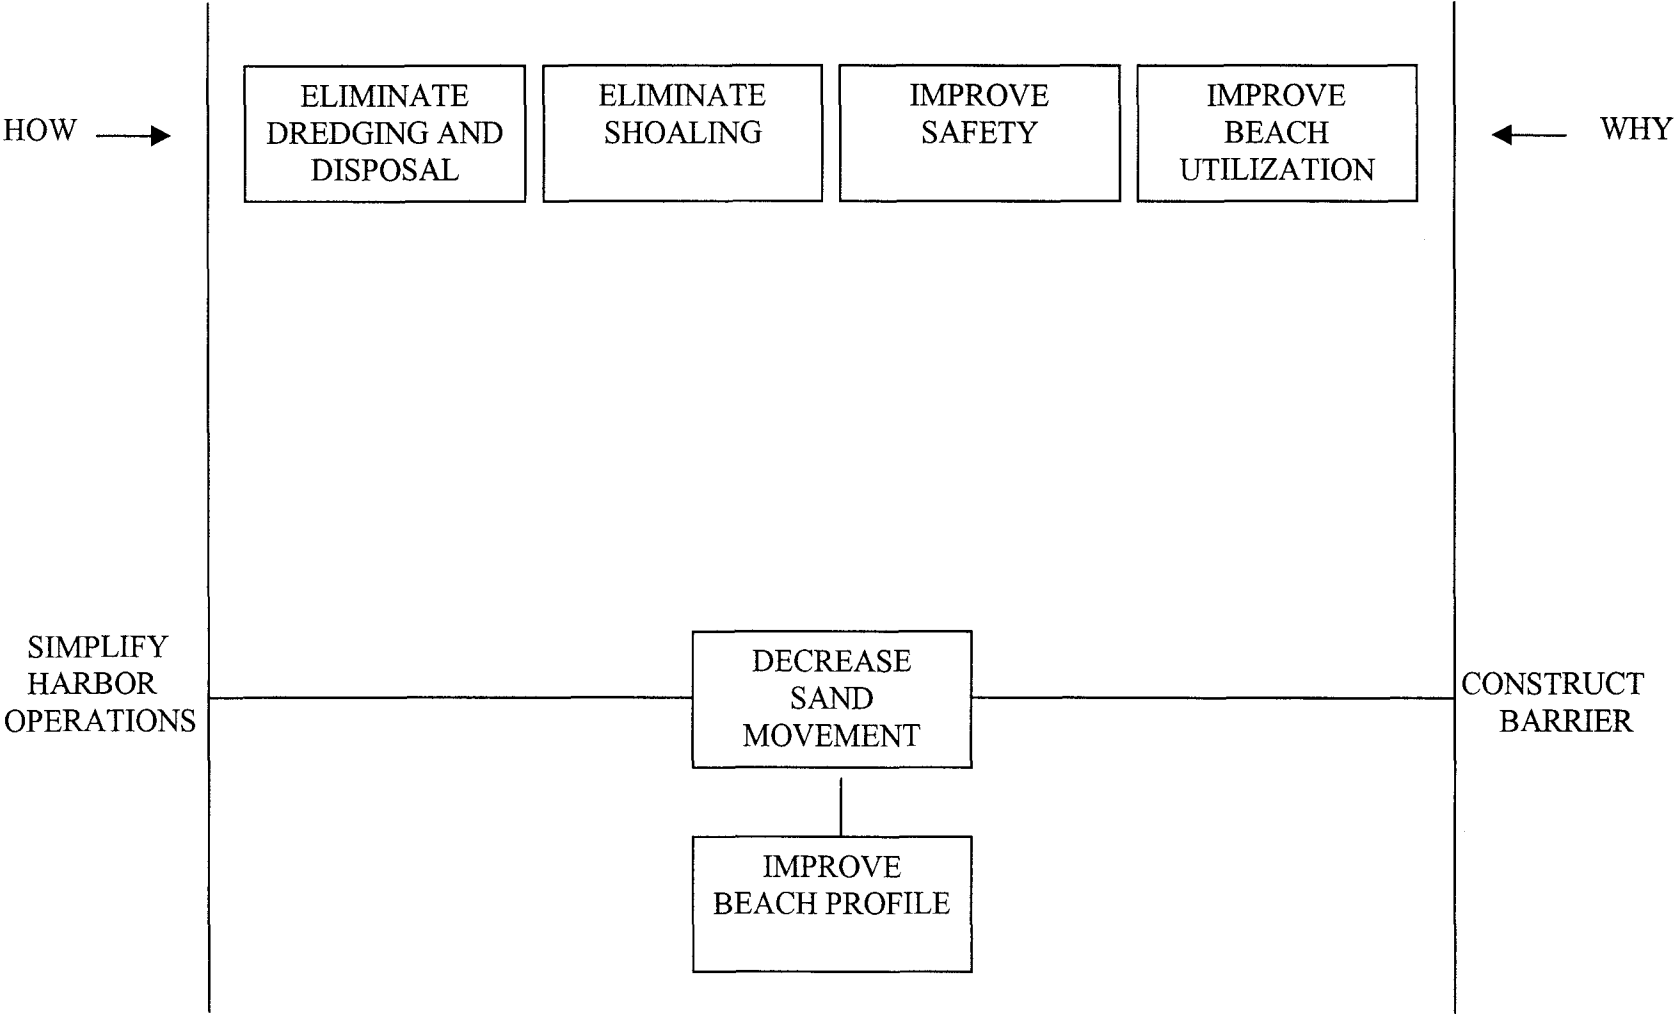 HOW
ELIMINATE
DREDGING AND
DISPOSAL
ELIMINATE
SHOALING
IMPROVE
SAFETY
IMPROVE
BEACH
UTILIZATION
WHY
SIMPLIFY
HARBOR
OPERATIONS
DECREASE
SAND
MOVEMENT
CONSTRUCT
BARRIER
IMPROVE
BEACH PROFILE